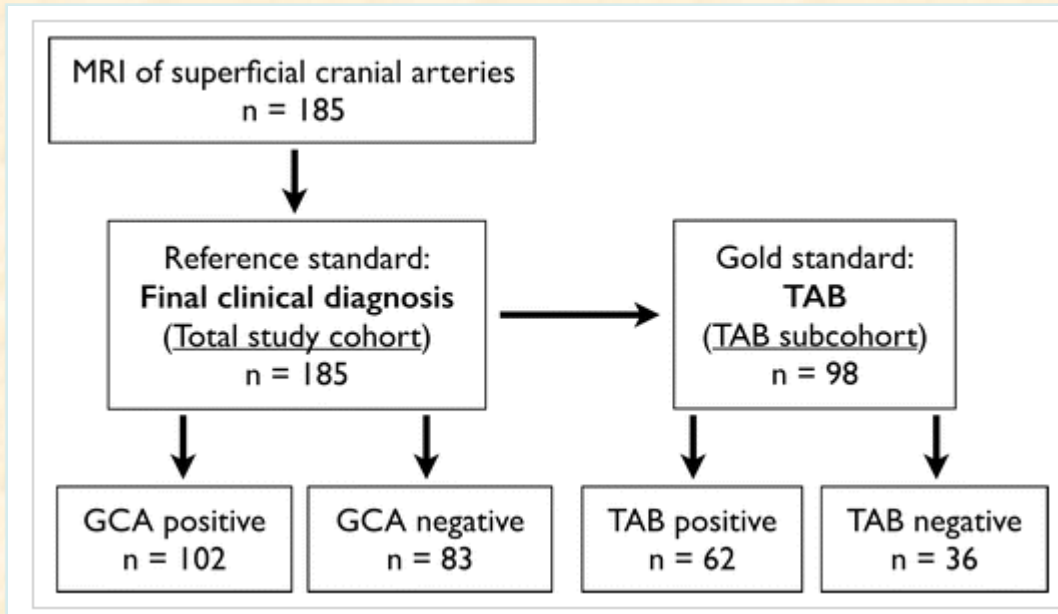 MRI of superficial cranial arteries
n = 185
Reference standard:
Final clinical diagnosis
(Total study cohort)
n = 185
Gold standard:
TAB
(TAB subcohort)
n = 98
GCA positive
n = 102
GCA negative
n = 83
TAB positive
n = 62
TAB negative
n = 36